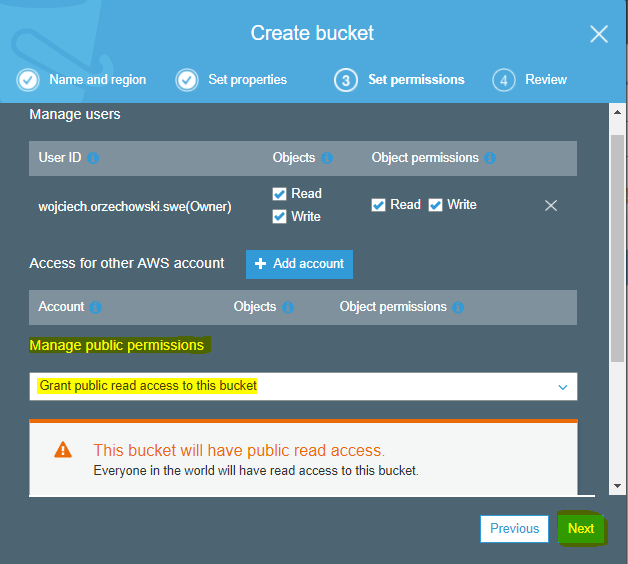 Create bucket
Name and region
Set properties
3 Set permissions
4 Review
Manage users
User ID Objects Object permissions
wojciech.orzechowski.swe(Owner) Read Read Write
Write
Access for other AWS account + Add account
Account Objects Object permissions
Manage public permissions
Grant public read access to this bucket
This bucket will have public read access.
Everyone in the world will have read access to this bucket.
Previous Next